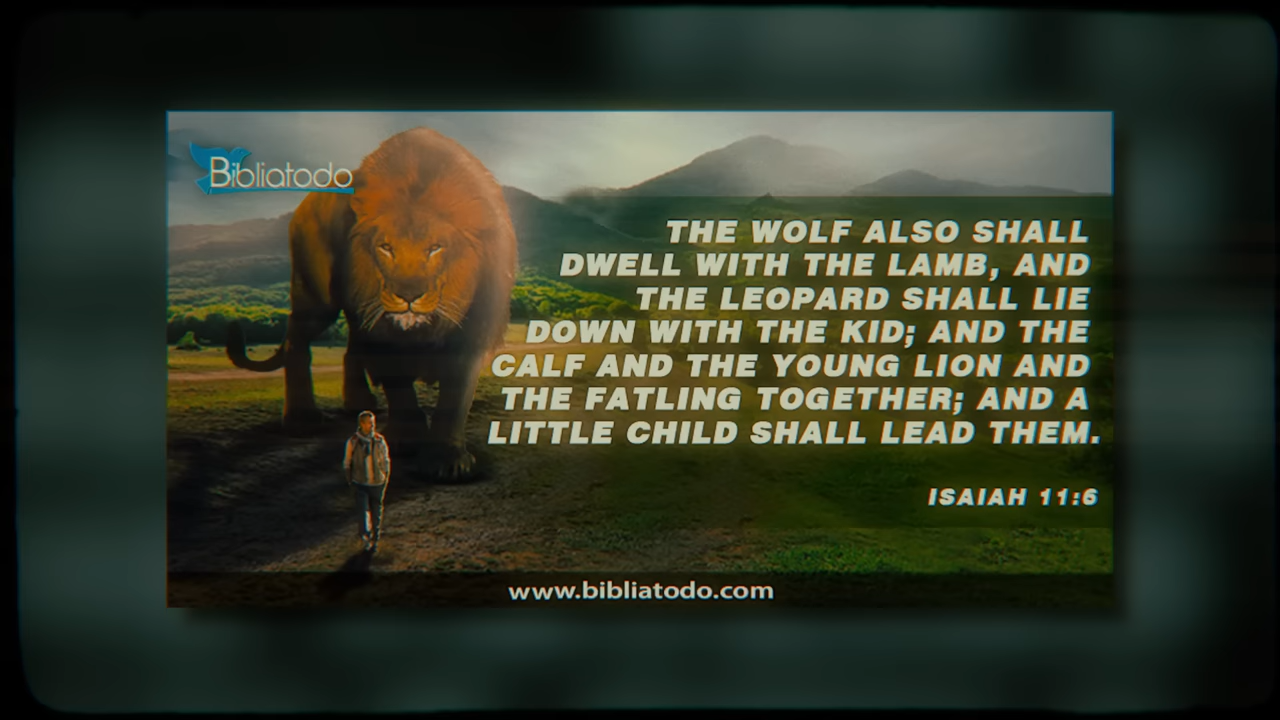 Bibliatodo
THE WOLF ALSO SHALL
DWELL WITH THE LAMB, AND
THE LEOPARD SHALL LIE
DOWN WITH THE KID; AND THE
CALF AND THE YOUNG LION AND
THE FATLING TOGETHER; AND A
LITTLE CHILD SHALL LEAD THEM.
ISAIAH 11:6
www.bibliatodo.com